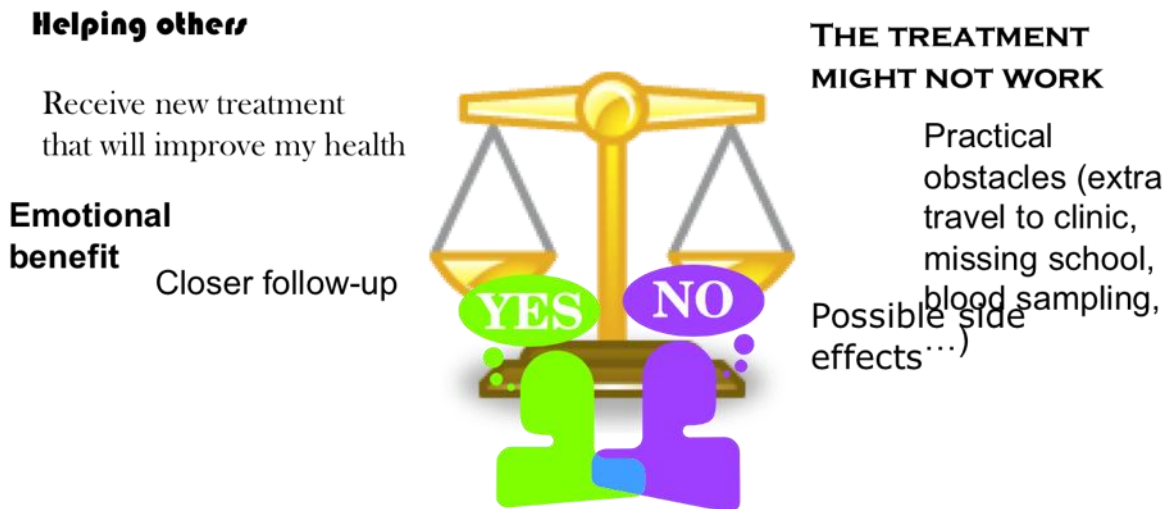 Helping others
Receive new treatment
that will improve my health
Emotional
benefit
Closer follow-up
YES
NO
THE TREATMENT
MIGHT NOT WORK
Practical
obstacles (extra
travel to clinic,
missing school,
blood sampling,
…)
Possible side
effects